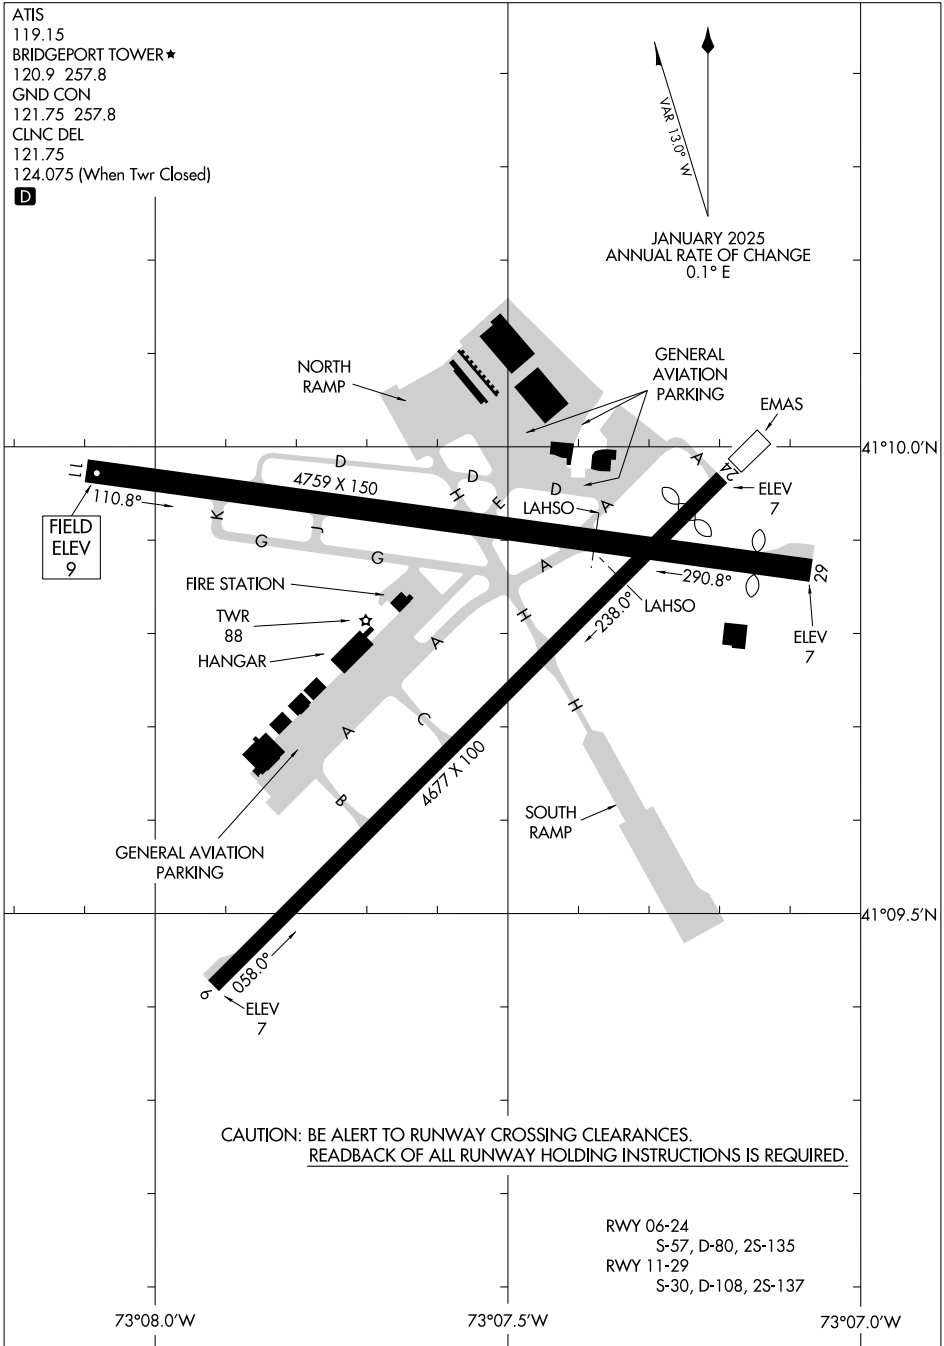 ATIS
119.15
BRIDGEPORT TOWER★
120.9 257.8
GND CON
121.75 257.8
CLNC DEL
121.75
124.075 (When Twr Closed)
D
VAR 13.0° W
JANUARY 2025
ANNUAL RATE OF CHANGE
0.1° E
NORTH
RAMP
GENERAL
AVIATION
PARKING
EMAS
41°10.0'N
A
24
ELEV
7
11
110.8°
D
4759 X 150
D
H
E
D
LAHSO
A
FIELD
ELEV
9
K
G
J
G
A
290.8°
29
FIRE STATION
LAHSO
TWR
88
HANGAR
H
238.0°
ELEV
7
A
H
A
C
4677 X 100
B
SOUTH
RAMP
GENERAL AVIATION
PARKING
41°09.5'N
058.0°
6
ELEV
7
CAUTION: BE ALERT TO RUNWAY CROSSING CLEARANCES.
READBACK OF ALL RUNWAY HOLDING INSTRUCTIONS IS REQUIRED.
RWY 06-24
S-57, D-80, 2S-135
RWY 11-29
S-30, D-108, 2S-137
73°08.0'W
73°07.5'W
73°07.0'W